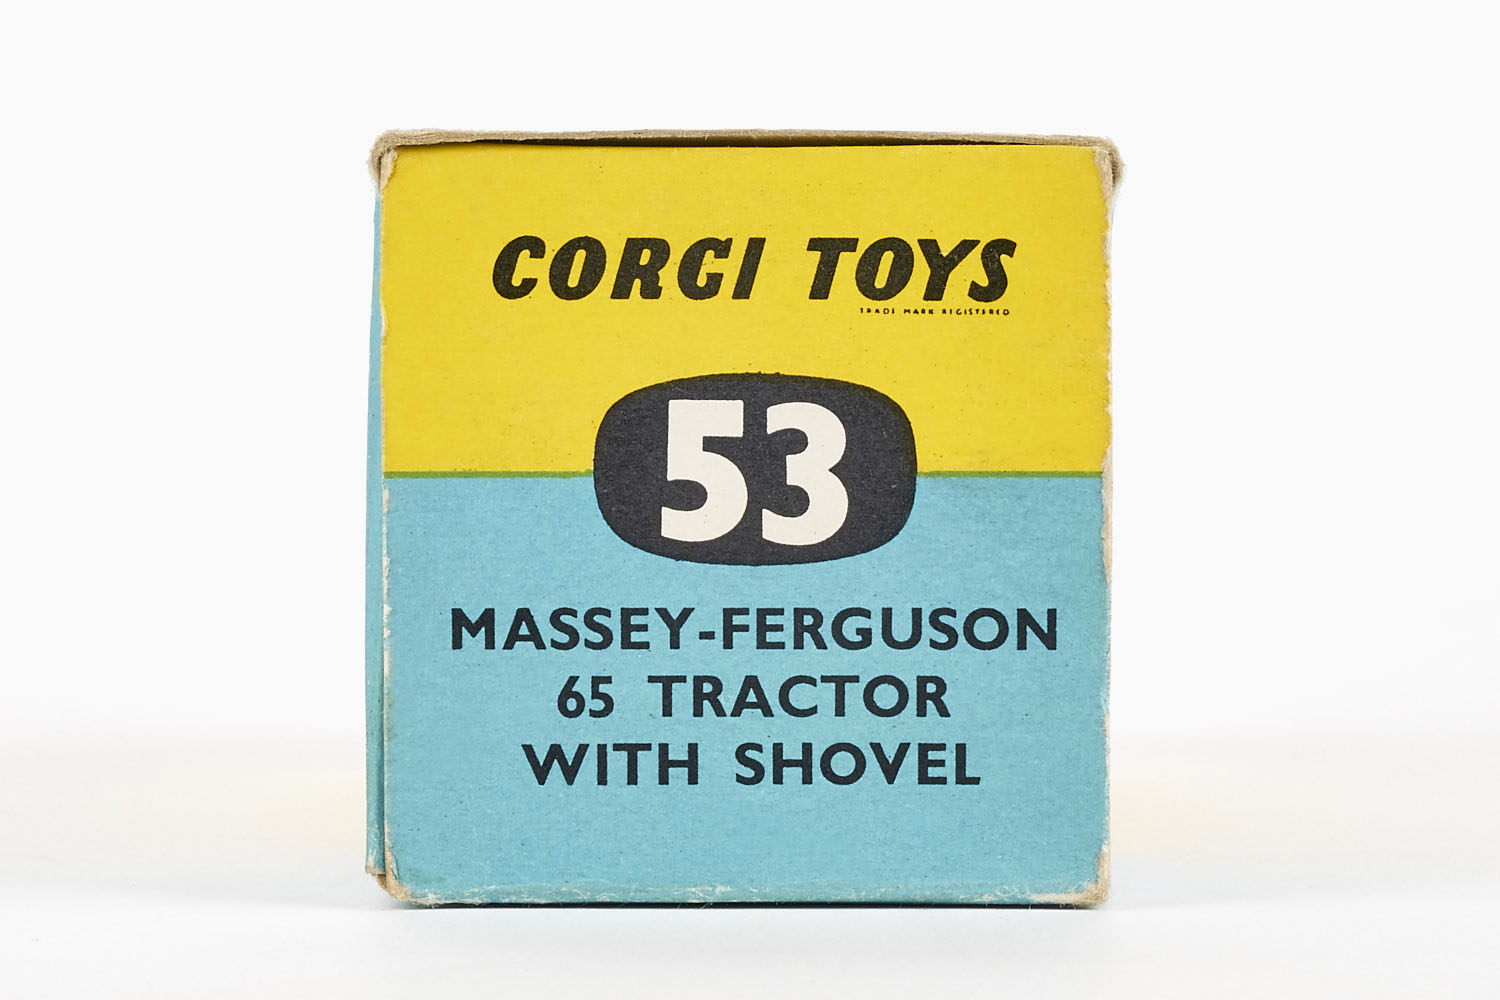 CORGI TOYS
TRADE MARK REGISTERED
53
MASSEY-FERGUSON
65 TRACTOR
WITH SHOVEL